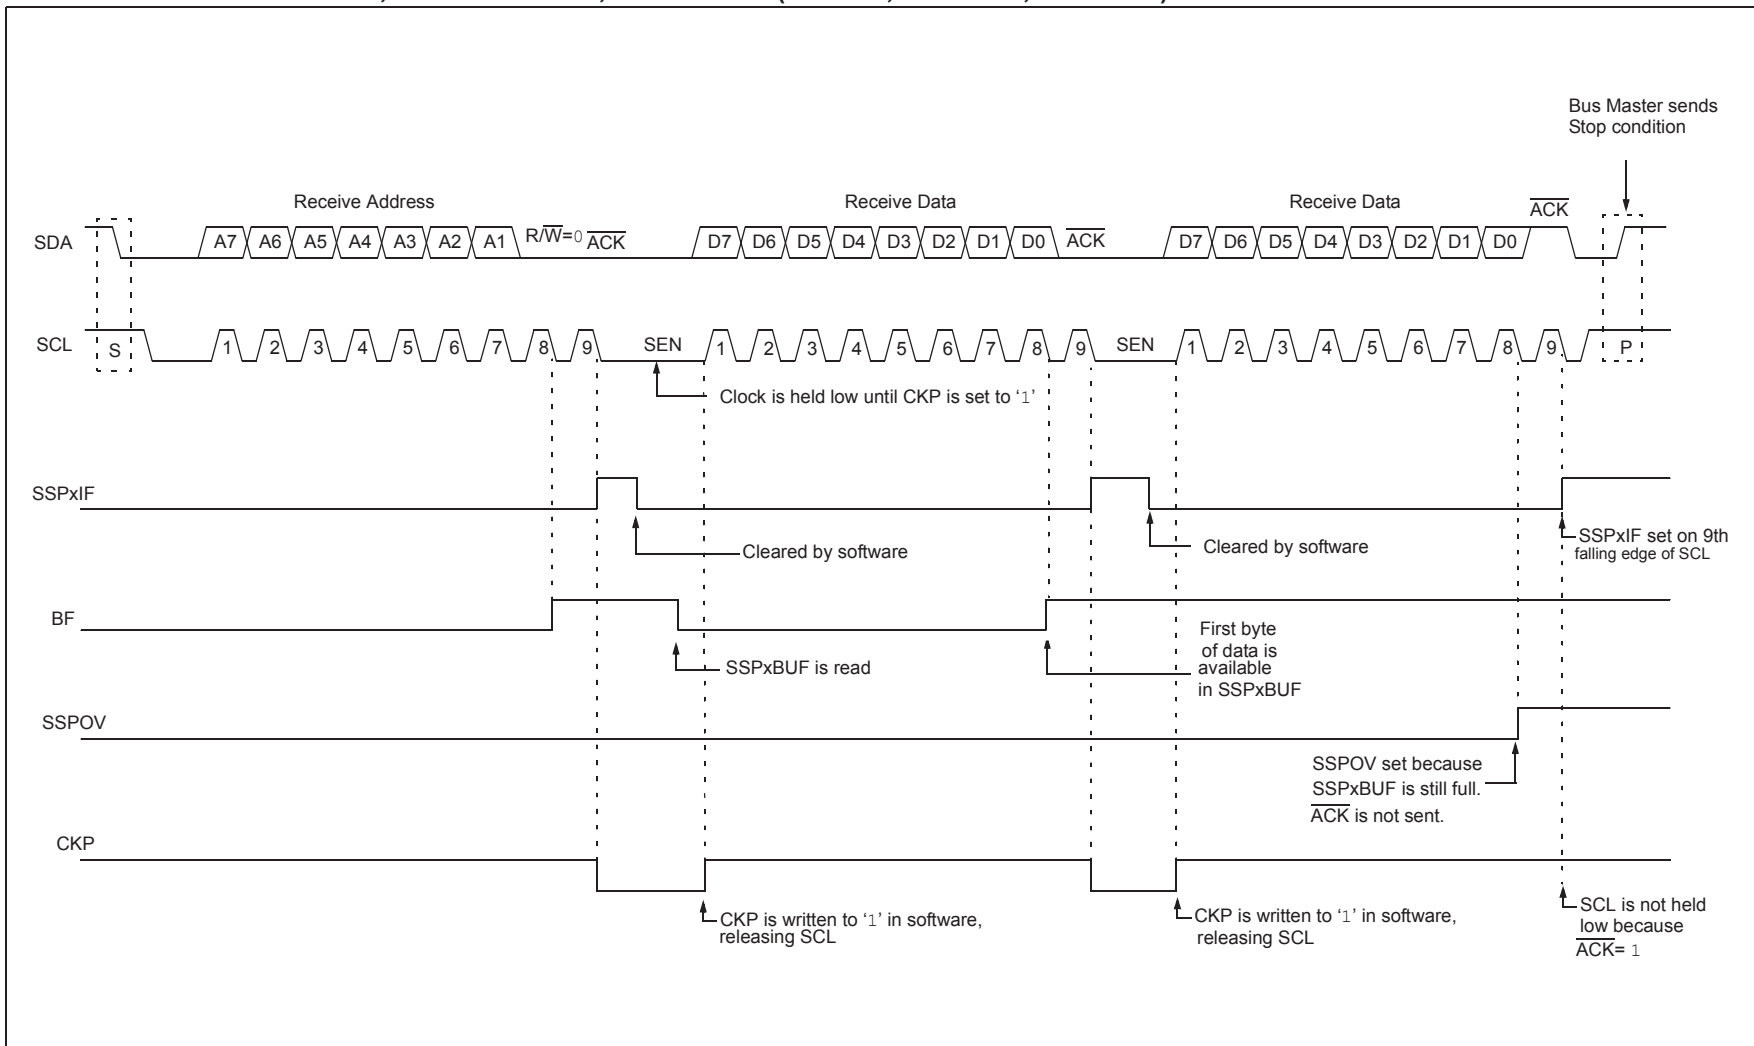 Bus Master sends
Stop condition
Receive Address
Receive Data
Receive Data
ACK
SDA
A7 A6 A5 A4 A3 A2 A1 R/W=0 ACK
D7 D6 D5 D4 D3 D2 D1 D0 ACK
D7 D6 D5 D4 D3 D2 D1 D0
SCL
S
1 2 3 4 5 6 7 8 9 SEN
1 2 3 4 5 6 7 8 9 SEN
1 2 3 4 5 6 7 8 9 P
Clock is held low until CKP is set to ‘1’
SSPxIF
Cleared by software
Cleared by software
SSPxIF set on 9th
falling edge of SCL
BF
SSPxBUF is read
First byte
of data is
available
in SSPxBUF
SSPOV
SSPOV set because
SSPxBUF is still full.
ACK is not sent.
CKP
CKP is written to ‘1’ in software,
releasing SCL
CKP is written to ‘1’ in software,
releasing SCL
SCL is not held
low because
ACK= 1